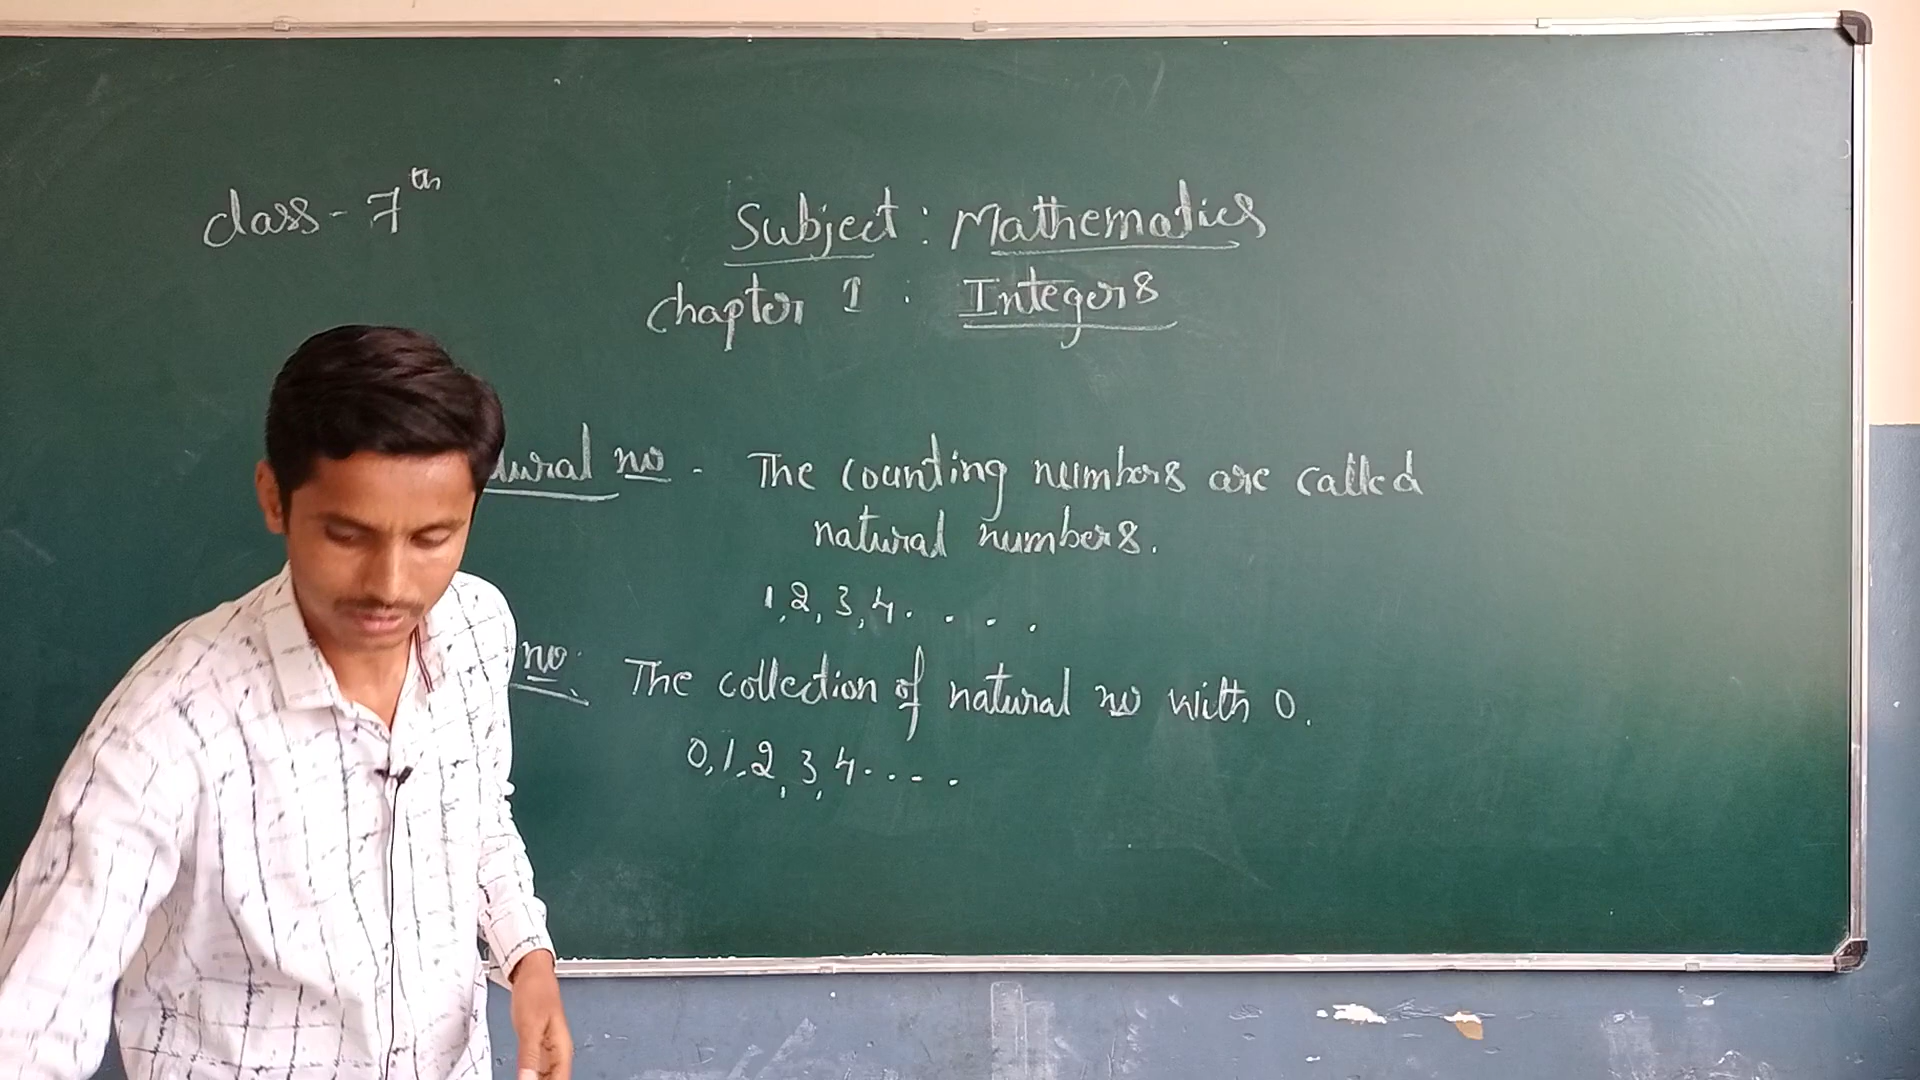 class - 7th
Subject : Mathematics
chapter 1 : Integers
no - The counting numbers are called
natural numbers.
1, 2, 3, 4 . . . .
no. The collection of natural no with 0.
0, 1, 2, 3, 4 . . . . .